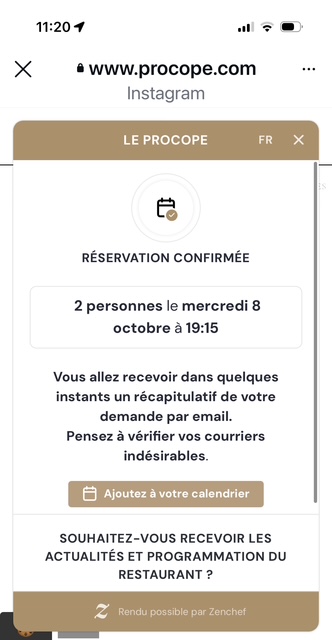 11:20
www.procope.com
Instagram
LE PROCOPE
FR
RÉSERVATION CONFIRMÉE
2 personnes le mercredi 8
octobre à 19:15
Vous allez recevoir dans quelques
instants un récapitulatif de votre
demande par email.
Pensez à vérifier vos courriers
indésirables.
Ajoutez à votre calendrier
SOUHAITEZ-VOUS RECEVOIR LES
ACTUALITÉS ET PROGRAMMATION DU
RESTAURANT ?
Rendu possible par Zenchef